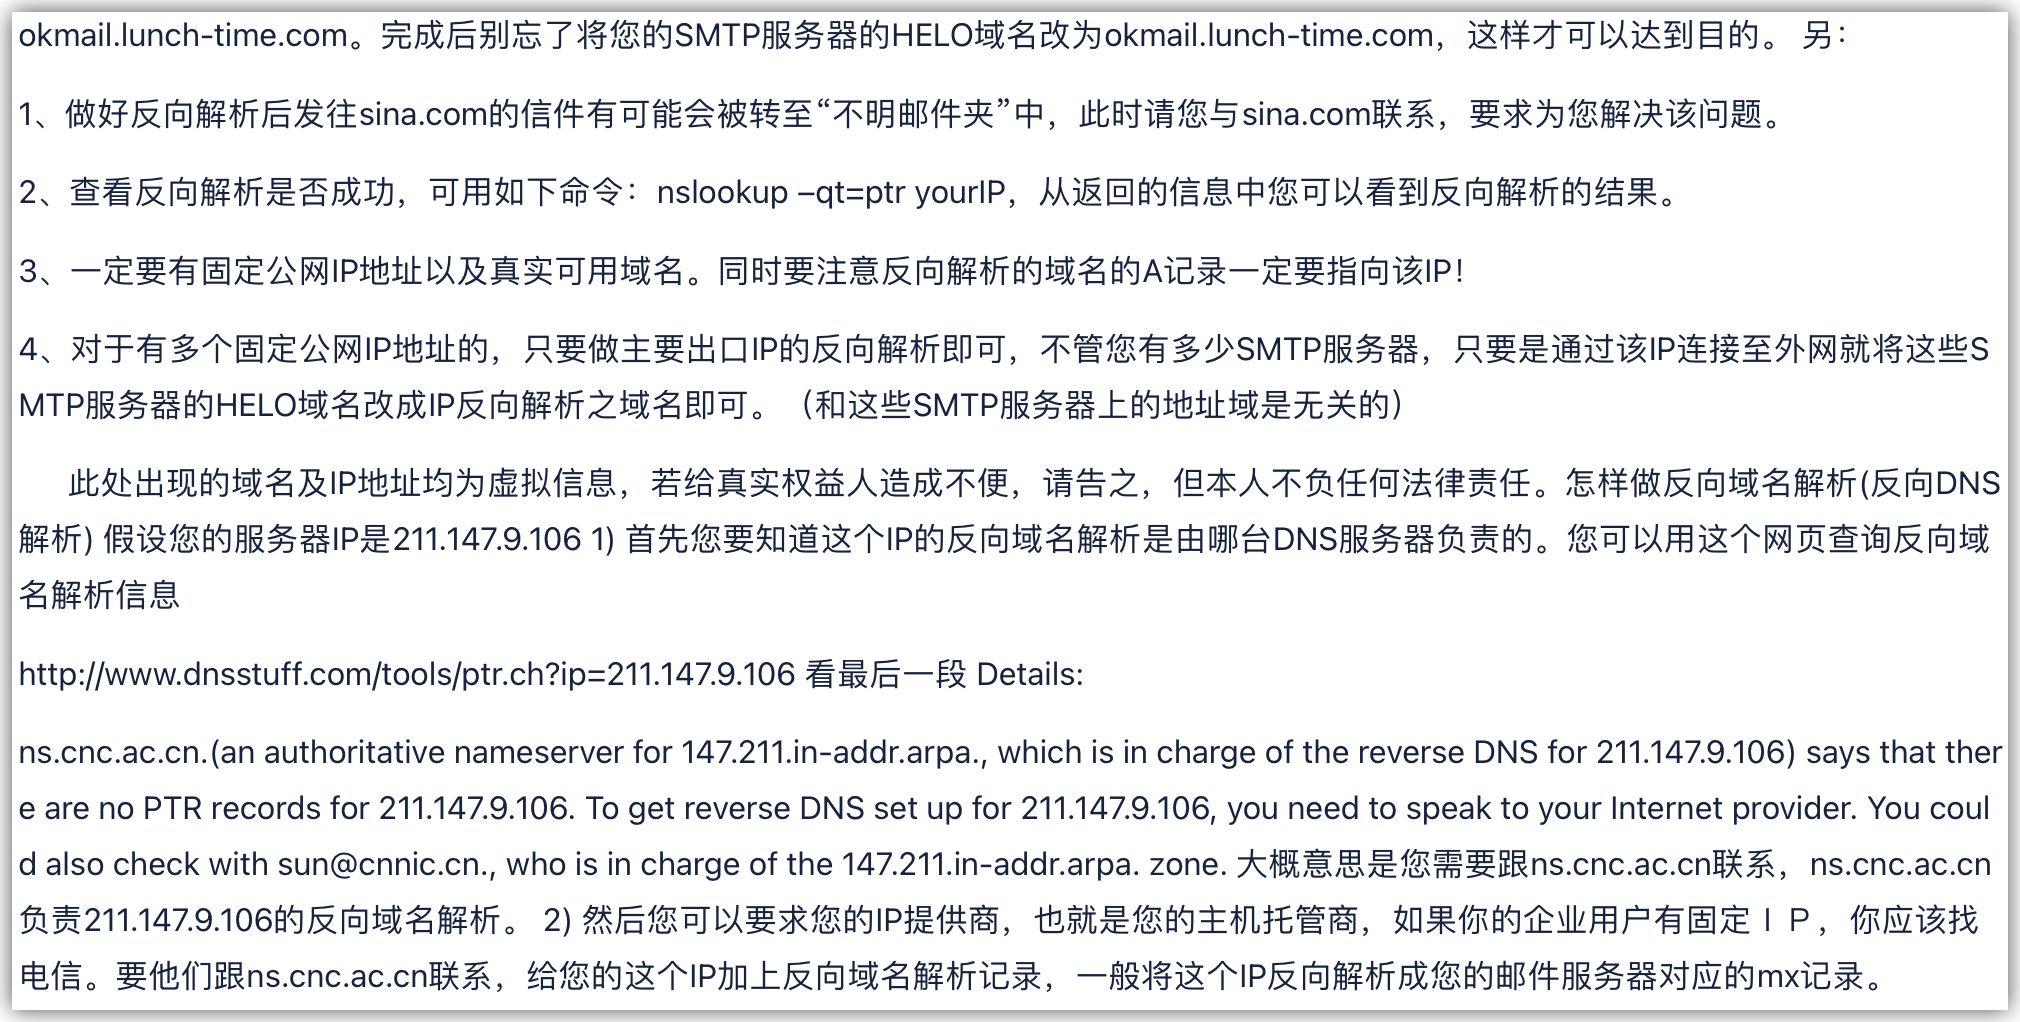 okmail.lunch-time.com。完成后别忘了将您的SMTP服务器的HELO域名改为okmail.lunch-time.com，这样才可以达到目的。 另：
1、做好反向解析后发往sina.com的信件有可能会被转至“不明邮件夹”中，此时请您与sina.com联系，要求为您解决该问题。
2、查看反向解析是否成功，可用如下命令：nslookup –qt=ptr yourIP，从返回的信息中您可以看到反向解析的结果。
3、一定要有固定公网IP地址以及真实可用域名。同时要注意反向解析的域名的A记录一定要指向该IP！
4、对于有多个固定公网IP地址的，只要做主要出口IP的反向解析即可，不管您有多少SMTP服务器，只要是通过该IP连接至外网就将这些S
MTP服务器的HELO域名改成IP反向解析之域名即可。（和这些SMTP服务器上的地址域是无关的）
此处出现的域名及IP地址均为虚拟信息，若给真实权益人造成不便，请告之，但本人不负任何法律责任。怎样做反向域名解析(反向DNS
解析) 假设您的服务器IP是211.147.9.106 1) 首先您要知道这个IP的反向域名解析是由哪台DNS服务器负责的。您可以用这个网页查询反向域
名解析信息
http://www.dnsstuff.com/tools/ptr.ch?ip=211.147.9.106 看最后一段 Details:
ns.cnc.ac.cn.(an authoritative nameserver for 147.211.in-addr.arpa., which is in charge of the reverse DNS for 211.147.9.106) says that ther
e are no PTR records for 211.147.9.106. To get reverse DNS set up for 211.147.9.106, you need to speak to your Internet provider. You coul
d also check with sun@cnnic.cn., who is in charge of the 147.211.in-addr.arpa. zone. 大概意思是您需要跟ns.cnc.ac.cn联系，ns.cnc.ac.cn
负责211.147.9.106的反向域名解析。 2) 然后您可以要求您的IP提供商，也就是您的主机托管商，如果你的企业用户有固定ＩＰ，你应该找
电信。要他们跟ns.cnc.ac.cn联系，给您的这个IP加上反向域名解析记录，一般将这个IP反向解析成您的邮件服务器对应的mx记录。